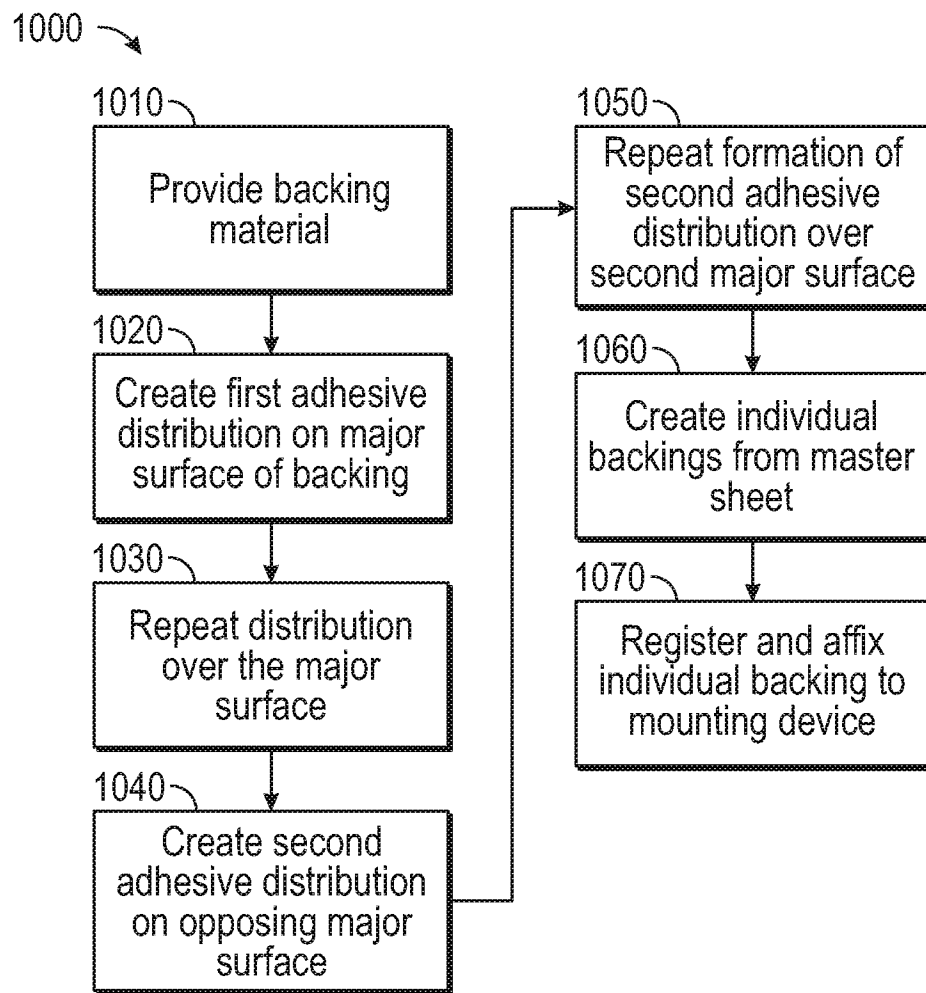 1000
1010
Provide backing
material
1020
Create first adhesive
distribution on major
surface of backing
1030
Repeat distribution
over the major
surface
1040
Create second
adhesive distribution
on opposing major
surface
1050
Repeat formation of
second adhesive
distribution over
second major surface
1060
Create individual
backings from master
sheet
1070
Register and affix
individual backing to
mounting device